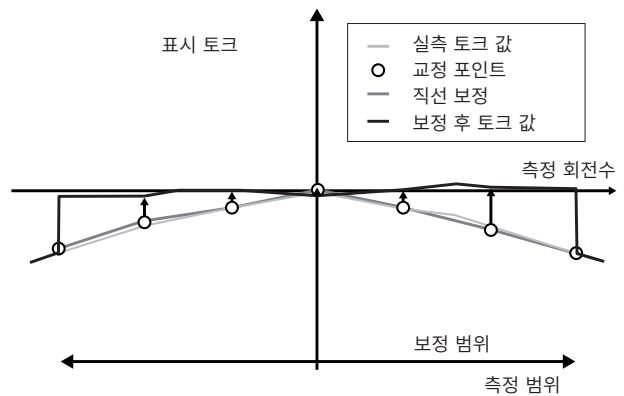 표시 토크
실측 토크 값
교정 포인트
직선 보정
보정 후 토크 값
측정 회전수
보정 범위
측정 범위